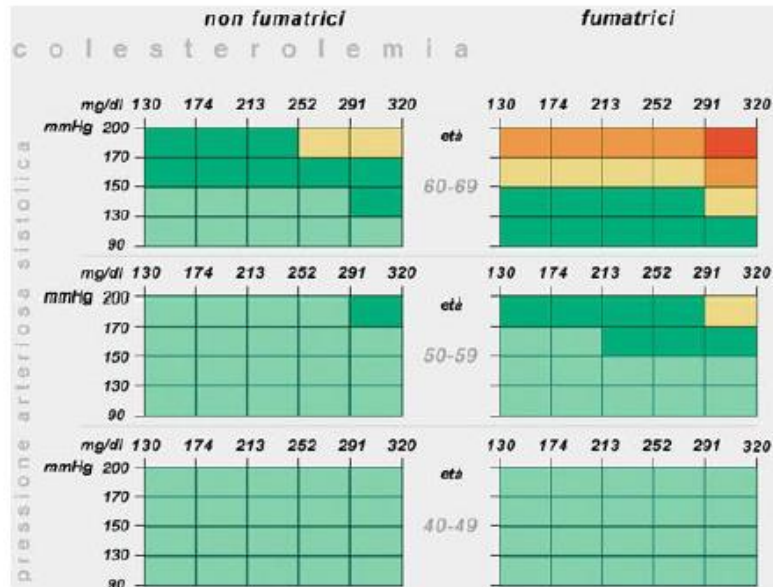 non fumatrici fumatrici
colesterolemia
pressione arteriosa sistolica
mg/dl 130 174 213 252 291 320 130 174 213 252 291 320
mmHg 200 età
170
150 60-69
130
90
mg/dl 130 174 213 252 291 320 130 174 213 252 291 320
mmHg 200 età
170
150 50-59
130
90
mg/dl 130 174 213 252 291 320 130 174 213 252 291 320
mmHg 200 età
170
150 40-49
130
90